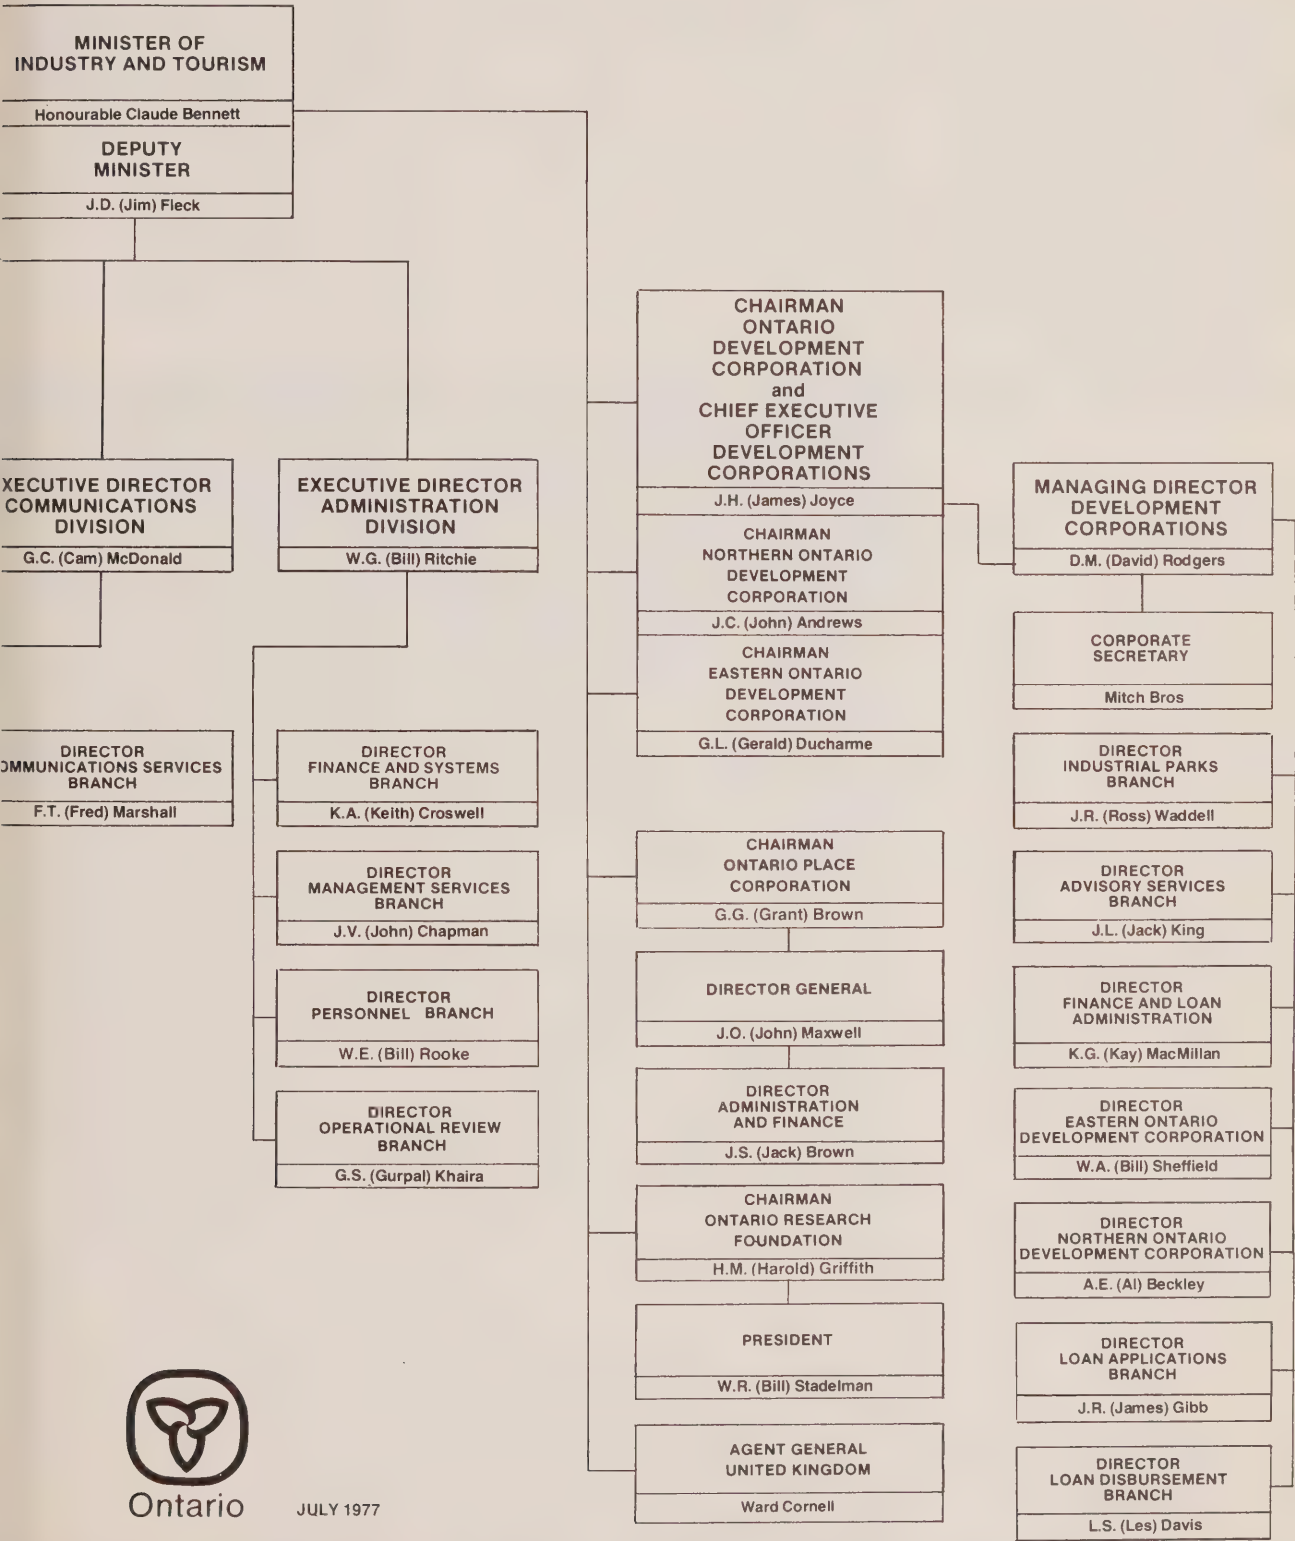 MINISTER OF
INDUSTRY AND TOURISM
Honourable Claude Bennett
DEPUTY
MINISTER
J.D. (Jim) Fleck
XECUTIVE DIRECTOR
COMMUNICATIONS
DIVISION
G.C. (Cam) McDonald
EXECUTIVE DIRECTOR
ADMINISTRATION
DIVISION
W.G. (Bill) Ritchie
DIRECTOR
OMMUNICATIONS SERVICES
BRANCH
F.T. (Fred) Marshall
DIRECTOR
FINANCE AND SYSTEMS
BRANCH
K.A. (Keith) Croswell
DIRECTOR
MANAGEMENT SERVICES
BRANCH
J.V. (John) Chapman
DIRECTOR
PERSONNEL BRANCH
W.E. (Bill) Rooke
DIRECTOR
OPERATIONAL REVIEW
BRANCH
G.S. (Gurpal) Khaira
CHAIRMAN
ONTARIO
DEVELOPMENT
CORPORATION
and
CHIEF EXECUTIVE
OFFICER
DEVELOPMENT
CORPORATIONS
J.H. (James) Joyce
CHAIRMAN
NORTHERN ONTARIO
DEVELOPMENT
CORPORATION
J.C. (John) Andrews
CHAIRMAN
EASTERN ONTARIO
DEVELOPMENT
CORPORATION
G.L. (Gerald) Ducharme
CHAIRMAN
ONTARIO PLACE
CORPORATION
G.G. (Grant) Brown
DIRECTOR GENERAL
J.O. (John) Maxwell
DIRECTOR
ADMINISTRATION
AND FINANCE
J.S. (Jack) Brown
CHAIRMAN
ONTARIO RESEARCH
FOUNDATION
H.M. (Harold) Griffith
PRESIDENT
W.R. (Bill) Stadelman
AGENT GENERAL
UNITED KINGDOM
Ward Cornell
MANAGING DIRECTOR
DEVELOPMENT
CORPORATIONS
D.M. (David) Rodgers
CORPORATE
SECRETARY
Mitch Bros
DIRECTOR
INDUSTRIAL PARKS
BRANCH
J.R. (Ross) Waddell
DIRECTOR
ADVISORY SERVICES
BRANCH
J.L. (Jack) King
DIRECTOR
FINANCE AND LOAN
ADMINISTRATION
K.G. (Kay) MacMillan
DIRECTOR
EASTERN ONTARIO
DEVELOPMENT CORPORATION
W.A. (Bill) Sheffield
DIRECTOR
NORTHERN ONTARIO
DEVELOPMENT CORPORATION
A.E. (Al) Beckley
DIRECTOR
LOAN APPLICATIONS
BRANCH
J.R. (James) Gibb
DIRECTOR
LOAN DISBURSEMENT
BRANCH
L.S. (Les) Davis
Ontario
JULY 1977